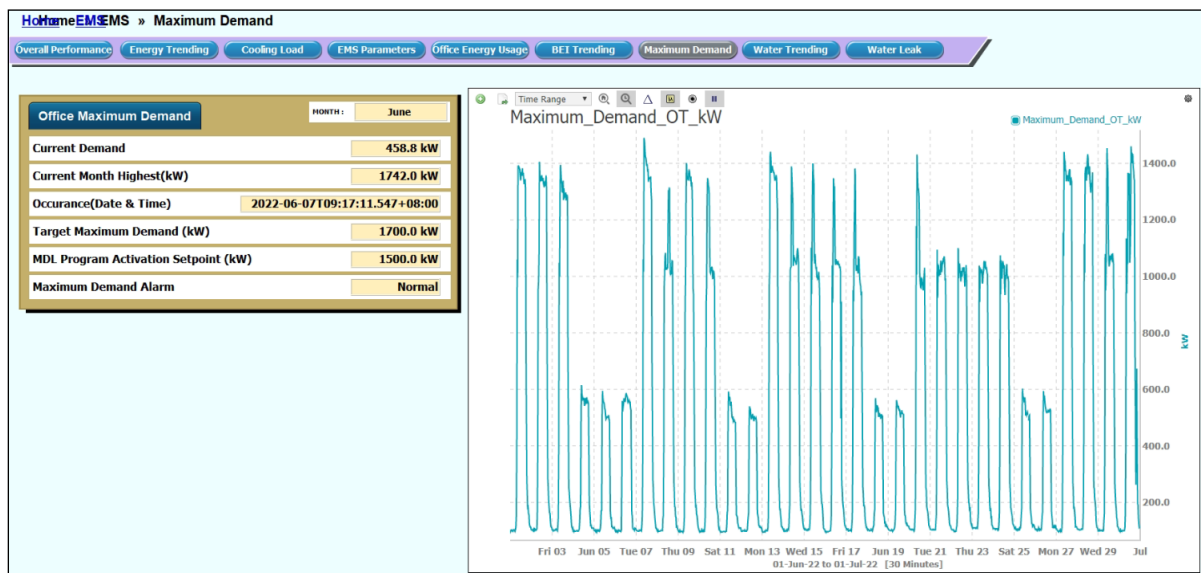 HomeHomeEMSEMS » Maximum Demand
Overall Performance Energy Trending Cooling Load EMS Parameters Office Energy Usage BEI Trending Maximum Demand Water Trending Water Leak
Office Maximum Demand MONTH: June
Current Demand 458.8 kW
Current Month Highest(kW) 1742.0 kW
Occurance(Date & Time) 2022-06-07T09:17:11.547+08:00
Target Maximum Demand (kW) 1700.0 kW
MDL Program Activation Setpoint (kW) 1500.0 kW
Maximum Demand Alarm Normal
Time Range
Maximum_Demand_OT_kW
Maximum_Demand_OT_kW
1400.0
1200.0
1000.0
800.0
kW
600.0
400.0
200.0
Fri 03 Jun 05 Tue 07 Thu 09 Sat 11 Mon 13 Wed 15 Fri 17 Jun 19 Tue 21 Thu 23 Sat 25 Mon 27 Wed 29 Jul
01-Jun-22 to 01-Jul-22 [30 Minutes]